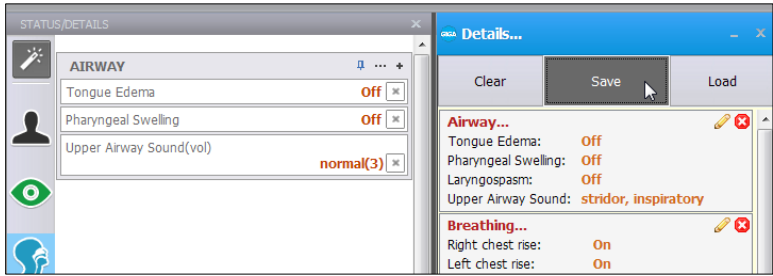 STATUS/DETAILS
AIRWAY
Tongue Edema Off
Pharyngeal Swelling Off
Upper Airway Sound(vol)
normal(3)
GIGA Details...
Clear Save Load
Airway...
Tongue Edema: Off
Pharyngeal Swelling: Off
Laryngospasm: Off
Upper Airway Sound: stridor, inspiratory
Breathing...
Right chest rise: On
Left chest rise: On